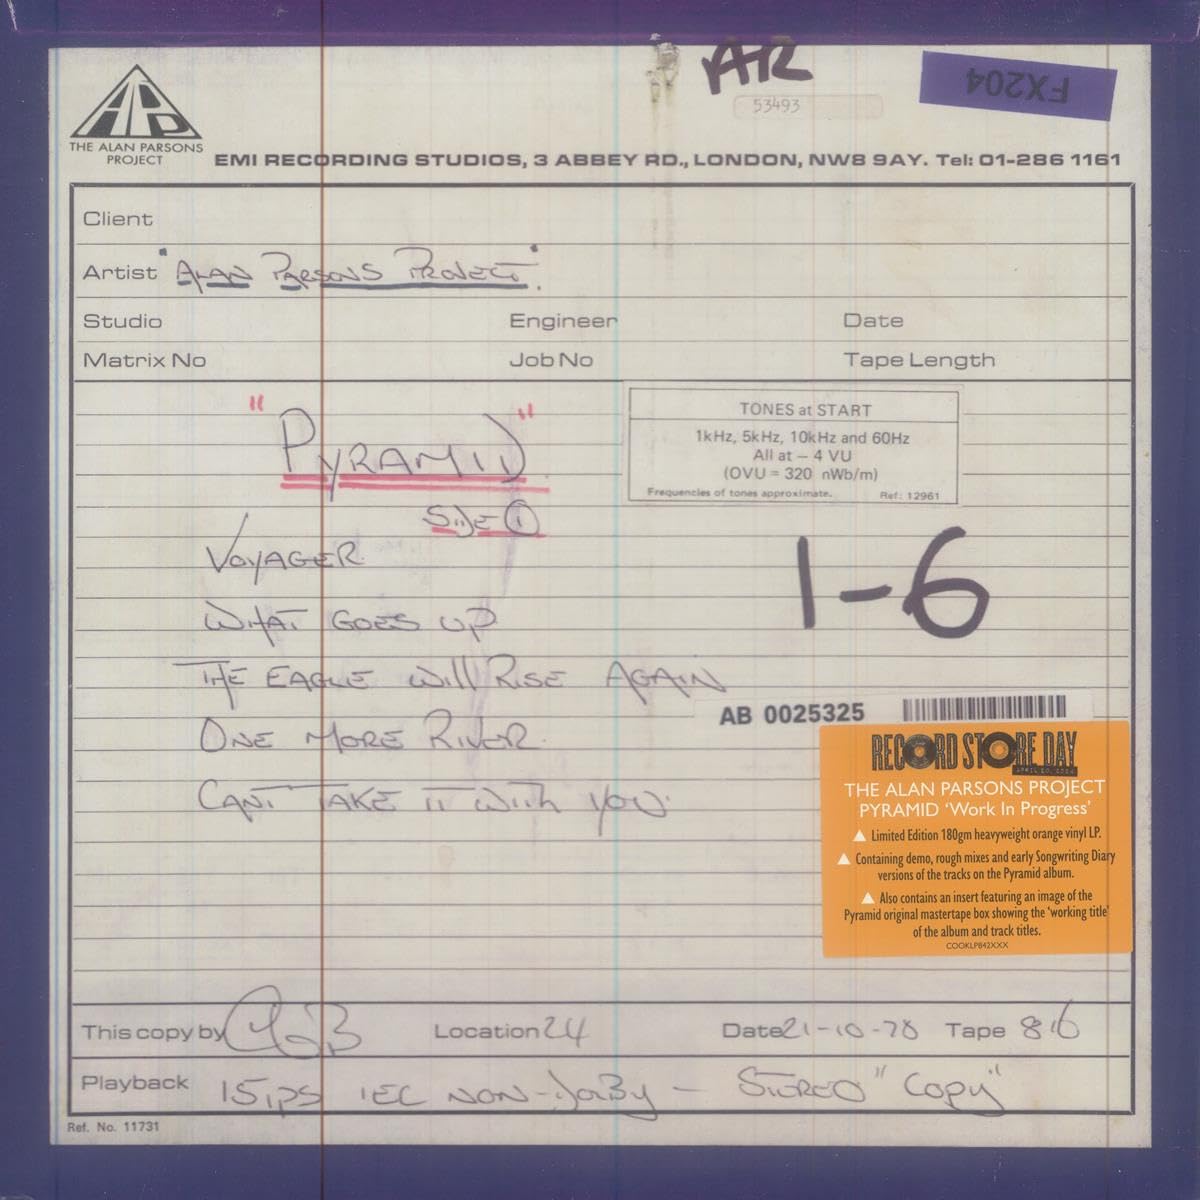 ATR
53493
FX204
THE ALAN PARSONS
PROJECT
EMI RECORDING STUDIOS, 3 ABBEY RD., LONDON, NW8 9AY. Tel: 01-286 1161
Client
Artist "ALAN PARSONS PROJECT".
Studio Engineer Date
Matrix No Job No Tape Length
"PYRAMID"
SIDE 1
TONES at START
1kHz, 5kHz, 10kHz and 60Hz
All at – 4 VU
(OVU = 320 nWb/m)
Frequencies of tones approximate. Ref: 12961
1-6
VOYAGER.
WHAT GOES UP
THE EAGLE WILL RISE AGAIN
ONE MORE RIVER.
CANT TAKE IT WITH YOU.
AB 0025325
RECORD STORE DAY
APRIL 20, 2024
THE ALAN PARSONS PROJECT
PYRAMID 'Work In Progress'
Limited Edition 180gm heavyweight orange vinyl LP.
Containing demo, rough mixes and early Songwriting Diary
versions of the tracks on the Pyramid album.
Also contains an insert featuring an image of the
Pyramid original mastertape box showing the 'working title'
of the album and track titles.
COOKLP842XXX
This copy by Location 24 Date 21-10-78 Tape 816
Playback 15ips IEC NON-DOLBY - STEREO "COPY"
Ref. No. 11731